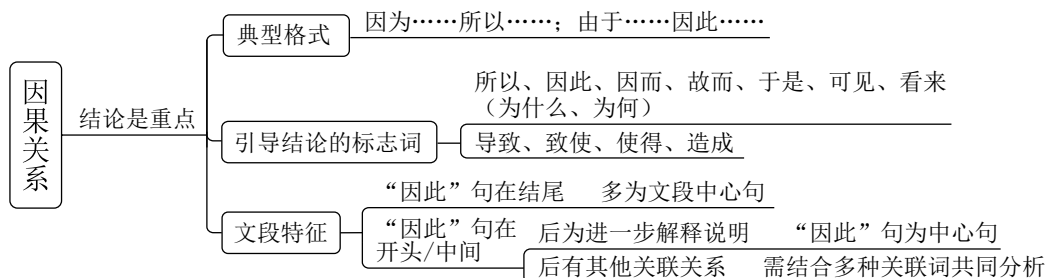 因果关系
结论是重点
典型格式
因为……所以……；由于……因此……
引导结论的标志词
所以、因此、因而、故而、于是、可见、看来
（为什么、为何）
导致、致使、使得、造成
文段特征
“因此”句在结尾 多为文段中心句
“因此”句在
开头/中间
后为进一步解释说明 “因此”句为中心句
后有其他关联关系 需结合多种关联词共同分析